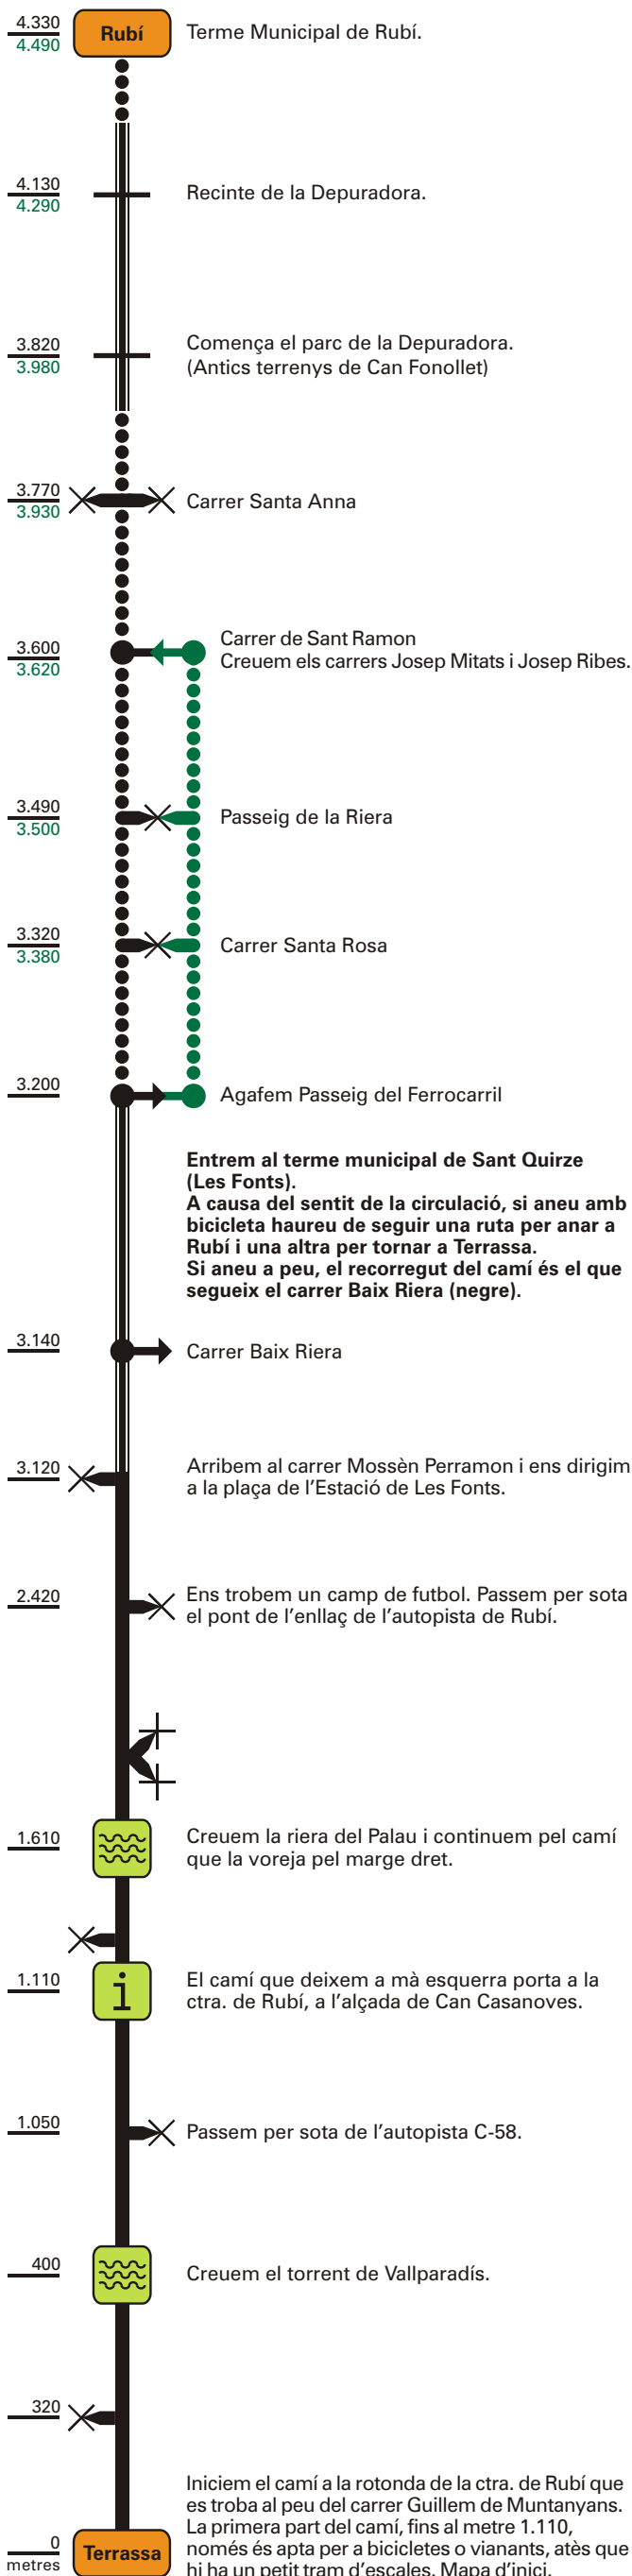 4.330
4.490
Rubí
Terme Municipal de Rubí.
4.130
4.290
Recinte de la Depuradora.
3.820
3.980
Comença el parc de la Depuradora.
(Antics terrenys de Can Fonollet)
3.770
3.930
Carrer Santa Anna
3.600
3.620
Carrer de Sant Ramon
Creuem els carrers Josep Mitats i Josep Ribes.
3.490
3.500
Passeig de la Riera
3.320
3.380
Carrer Santa Rosa
3.200
Agafem Passeig del Ferrocarril
Entrem al terme municipal de Sant Quirze
(Les Fonts).
A causa del sentit de la circulació, si aneu amb
bicicleta haureu de seguir una ruta per anar a
Rubí i una altra per tornar a Terrassa.
Si aneu a peu, el recorregut del camí és el que
segueix el carrer Baix Riera (negre).
3.140
Carrer Baix Riera
3.120
Arribem al carrer Mossèn Perramon i ens dirigim
a la plaça de l'Estació de Les Fonts.
2.420
Ens trobem un camp de futbol. Passem per sota
el pont de l'enllaç de l'autopista de Rubí.
1.610
Creuem la riera del Palau i continuem pel camí
que la voreja pel marge dret.
1.110
i
El camí que deixem a mà esquerra porta a la
ctra. de Rubí, a l'alçada de Can Casanoves.
1.050
Passem per sota de l'autopista C-58.
400
Creuem el torrent de Vallparadís.
320
Iniciem el camí a la rotonda de la ctra. de Rubí que
es troba al peu del carrer Guillem de Muntanyans.
La primera part del camí, fins al metre 1.110,
només és apta per a bicicletes o vianants, atès que
hi ha un petit tram d'escales. Mapa d'inici.
0
metres
Terrassa